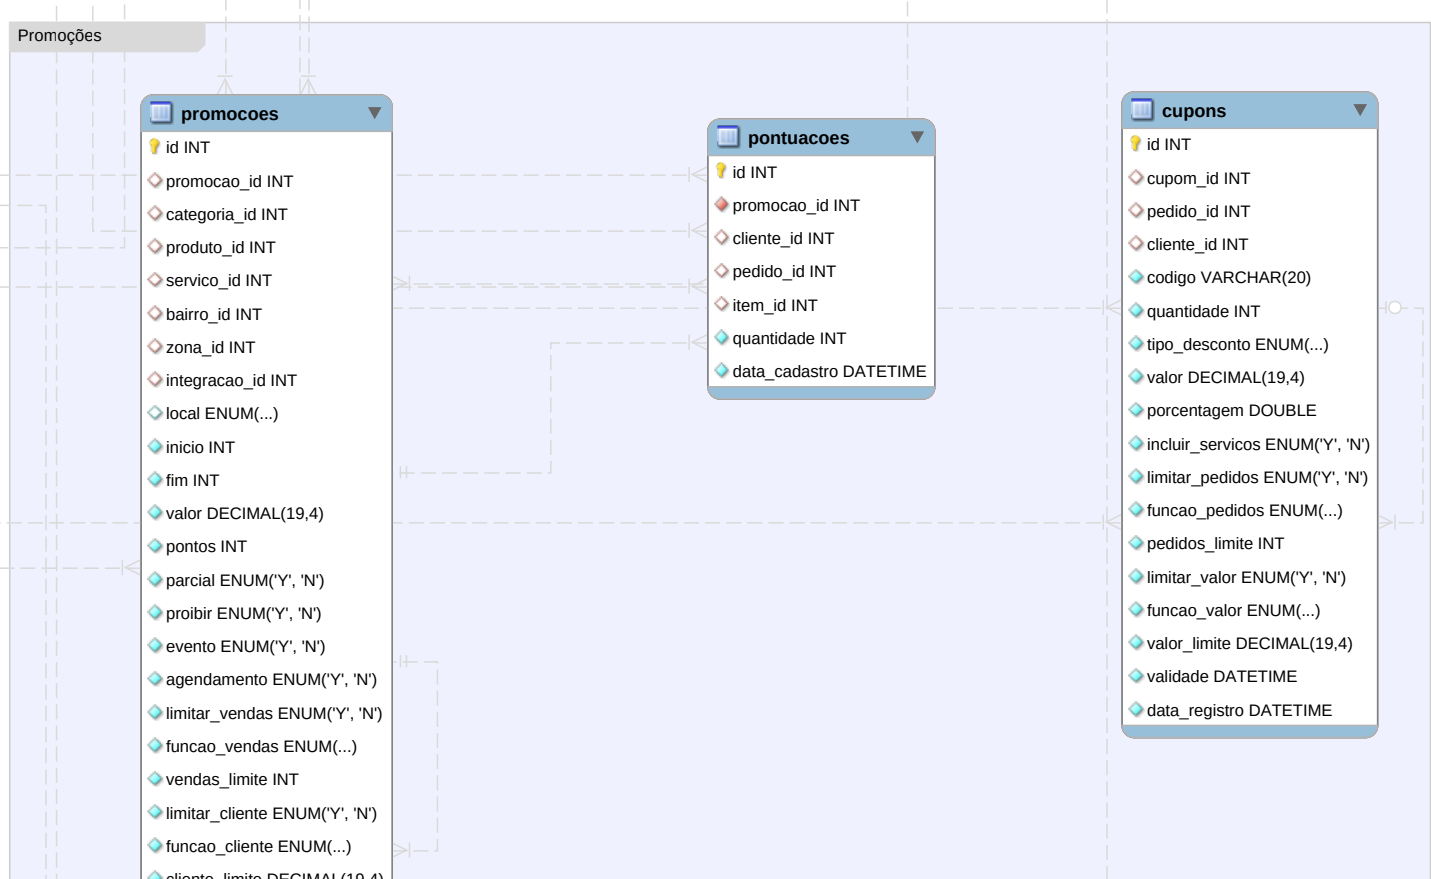 Promoções
promocoes
id INT
promocao_id INT
categoria_id INT
produto_id INT
servico_id INT
bairro_id INT
zona_id INT
integracao_id INT
local ENUM(...)
inicio INT
fim INT
valor DECIMAL(19,4)
pontos INT
parcial ENUM('Y', 'N')
proibir ENUM('Y', 'N')
evento ENUM('Y', 'N')
agendamento ENUM('Y', 'N')
limitar_vendas ENUM('Y', 'N')
funcao_vendas ENUM(...)
vendas_limite INT
limitar_cliente ENUM('Y', 'N')
funcao_cliente ENUM(...)
cliente_limite DECIMAL(19,4)
pontuacoes
id INT
promocao_id INT
cliente_id INT
pedido_id INT
item_id INT
quantidade INT
data_cadastro DATETIME
cupons
id INT
cupom_id INT
pedido_id INT
cliente_id INT
codigo VARCHAR(20)
quantidade INT
tipo_desconto ENUM(...)
valor DECIMAL(19,4)
porcentagem DOUBLE
incluir_servicos ENUM('Y', 'N')
limitar_pedidos ENUM('Y', 'N')
funcao_pedidos ENUM(...)
pedidos_limite INT
limitar_valor ENUM('Y', 'N')
funcao_valor ENUM(...)
valor_limite DECIMAL(19,4)
validade DATETIME
data_registro DATETIME